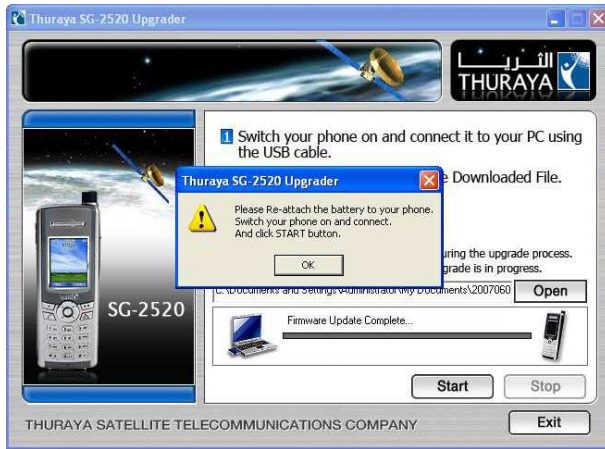 Thuraya SG-2520 Upgrader
الثريا
THURAYA
1 Switch your phone on and connect it to your PC using
the USB cable.
e Downloaded File.
Thuraya SG-2520 Upgrader
Please Re-attach the battery to your phone.
Switch your phone on and connect.
And click START button.
OK
uring the upgrade process.
grade is in progress.
C:\Documents and Settings\Administrator\My Documents\2007060
Open
SG-2520
Firmware Update Complete...
Start
Stop
THURAYA SATELLITE TELECOMMUNICATIONS COMPANY
Exit